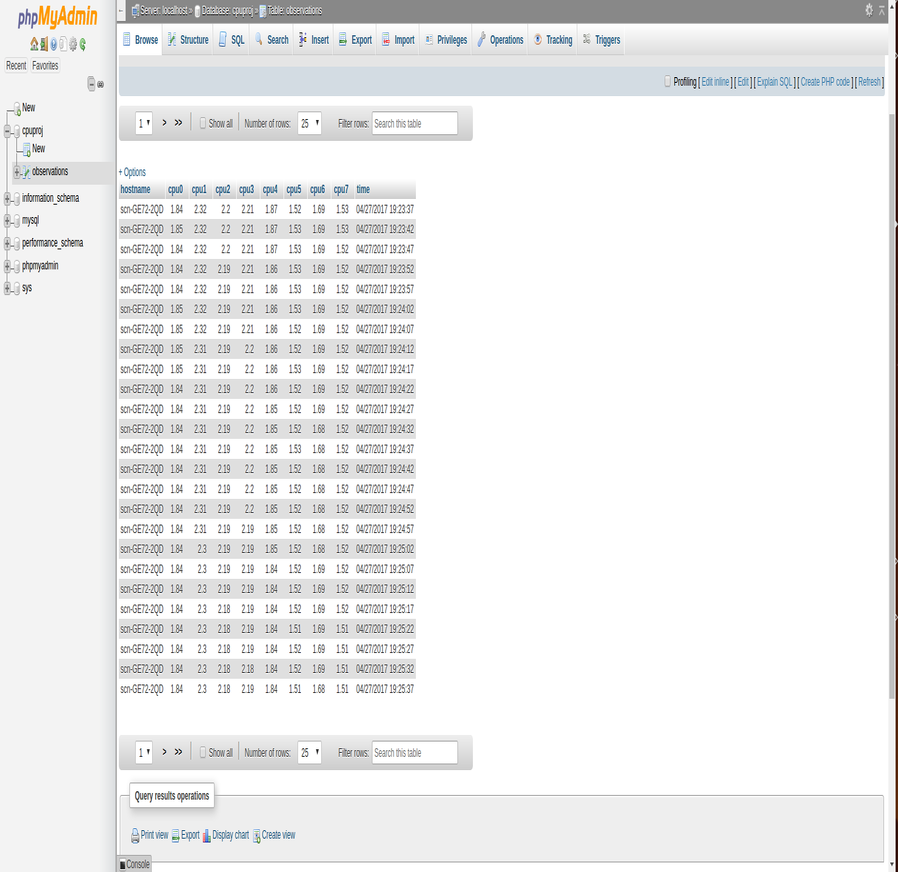 phpMyAdmin
Recent Favorites
New
cpuproj
New
observations
information_schema
mysql
performance_schema
phpmyadmin
sys
Server: localhost » Database: cpuproj » Table: observations
Browse Structure SQL Search Insert Export Import Privileges Operations Tracking Triggers
Profiling [ Edit inline ] [ Edit ] [ Explain SQL ] [ Create PHP code ] [ Refresh ]
1 > >> Show all Number of rows: 25 Filter rows: Search this table
+ Options
hostname cpu0 cpu1 cpu2 cpu3 cpu4 cpu5 cpu6 cpu7 time
scn-GE72-2QD 1.84 2.32 2.2 2.21 1.87 1.52 1.69 1.53 04/27/2017 19:23:37
scn-GE72-2QD 1.85 2.32 2.2 2.21 1.87 1.53 1.69 1.53 04/27/2017 19:23:42
scn-GE72-2QD 1.84 2.32 2.2 2.21 1.87 1.53 1.69 1.52 04/27/2017 19:23:47
scn-GE72-2QD 1.84 2.32 2.19 2.21 1.86 1.53 1.69 1.52 04/27/2017 19:23:52
scn-GE72-2QD 1.84 2.32 2.19 2.21 1.86 1.53 1.69 1.52 04/27/2017 19:23:57
scn-GE72-2QD 1.85 2.32 2.19 2.21 1.86 1.53 1.69 1.52 04/27/2017 19:24:02
scn-GE72-2QD 1.85 2.32 2.19 2.21 1.86 1.52 1.69 1.52 04/27/2017 19:24:07
scn-GE72-2QD 1.85 2.31 2.19 2.2 1.86 1.52 1.69 1.52 04/27/2017 19:24:12
scn-GE72-2QD 1.85 2.31 2.19 2.2 1.86 1.53 1.69 1.52 04/27/2017 19:24:17
scn-GE72-2QD 1.84 2.31 2.19 2.2 1.86 1.52 1.69 1.52 04/27/2017 19:24:22
scn-GE72-2QD 1.84 2.31 2.19 2.2 1.85 1.52 1.69 1.52 04/27/2017 19:24:27
scn-GE72-2QD 1.84 2.31 2.19 2.2 1.85 1.52 1.68 1.52 04/27/2017 19:24:32
scn-GE72-2QD 1.84 2.31 2.19 2.2 1.85 1.53 1.68 1.52 04/27/2017 19:24:37
scn-GE72-2QD 1.84 2.31 2.19 2.2 1.85 1.52 1.68 1.52 04/27/2017 19:24:42
scn-GE72-2QD 1.84 2.31 2.19 2.2 1.85 1.52 1.68 1.52 04/27/2017 19:24:47
scn-GE72-2QD 1.84 2.31 2.19 2.2 1.85 1.52 1.68 1.52 04/27/2017 19:24:52
scn-GE72-2QD 1.84 2.31 2.19 2.19 1.85 1.52 1.68 1.52 04/27/2017 19:24:57
scn-GE72-2QD 1.84 2.3 2.19 2.19 1.85 1.52 1.68 1.52 04/27/2017 19:25:02
scn-GE72-2QD 1.84 2.3 2.19 2.19 1.84 1.52 1.69 1.52 04/27/2017 19:25:07
scn-GE72-2QD 1.84 2.3 2.19 2.19 1.84 1.52 1.69 1.52 04/27/2017 19:25:12
scn-GE72-2QD 1.84 2.3 2.18 2.19 1.84 1.52 1.69 1.52 04/27/2017 19:25:17
scn-GE72-2QD 1.84 2.3 2.18 2.19 1.84 1.51 1.69 1.51 04/27/2017 19:25:22
scn-GE72-2QD 1.84 2.3 2.18 2.19 1.84 1.52 1.69 1.51 04/27/2017 19:25:27
scn-GE72-2QD 1.84 2.3 2.18 2.18 1.84 1.52 1.69 1.51 04/27/2017 19:25:32
scn-GE72-2QD 1.84 2.3 2.18 2.19 1.84 1.51 1.68 1.51 04/27/2017 19:25:37
1 > >> Show all Number of rows: 25 Filter rows: Search this table
Query results operations
Print view Export Display chart Create view
Console